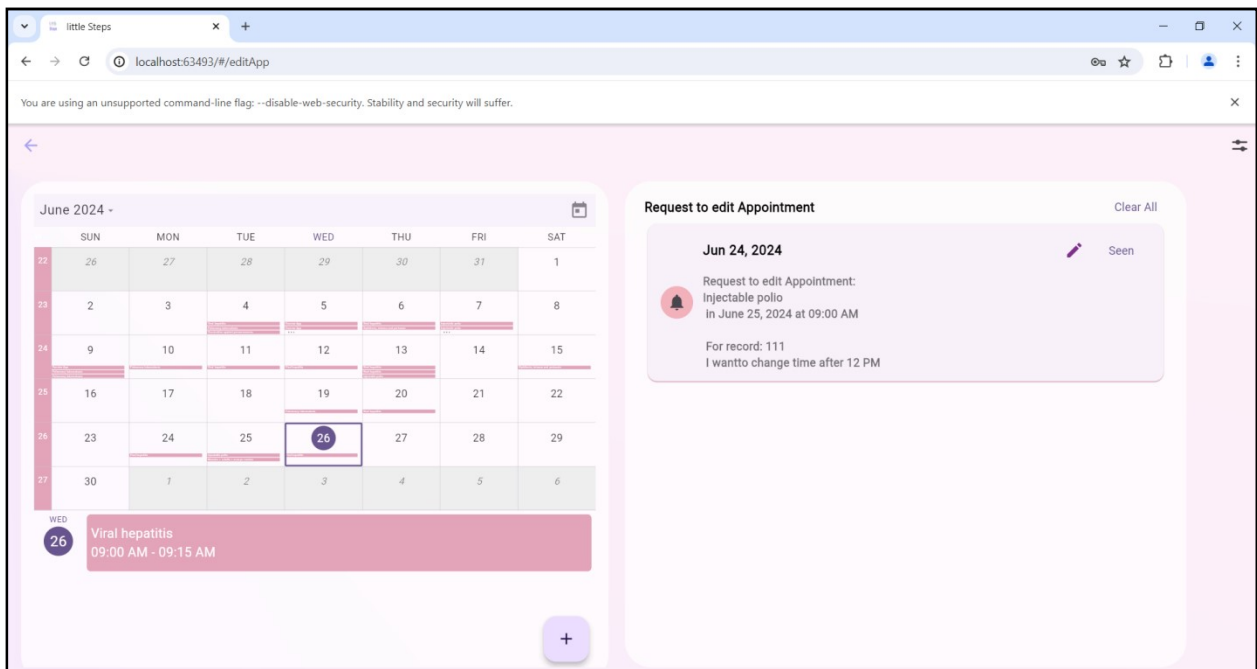 little Steps
localhost:63493/#/editApp
You are using an unsupported command-line flag: --disable-web-security. Stability and security will suffer.
June 2024
SUN MON TUE WED THU FRI SAT
22 26 27 28 29 30 31 1
23 2 3 4 5 6 7 8
24 9 10 11 12 13 14 15
25 16 17 18 19 20 21 22
26 23 24 25 26 27 28 29
27 30 1 2 3 4 5 6
WED
26
Viral hepatitis
09:00 AM - 09:15 AM
+
Request to edit Appointment Clear All
Jun 24, 2024 Seen
Request to edit Appointment:
Injectable polio
in June 25, 2024 at 09:00 AM
For record: 111
I wantto change time after 12 PM